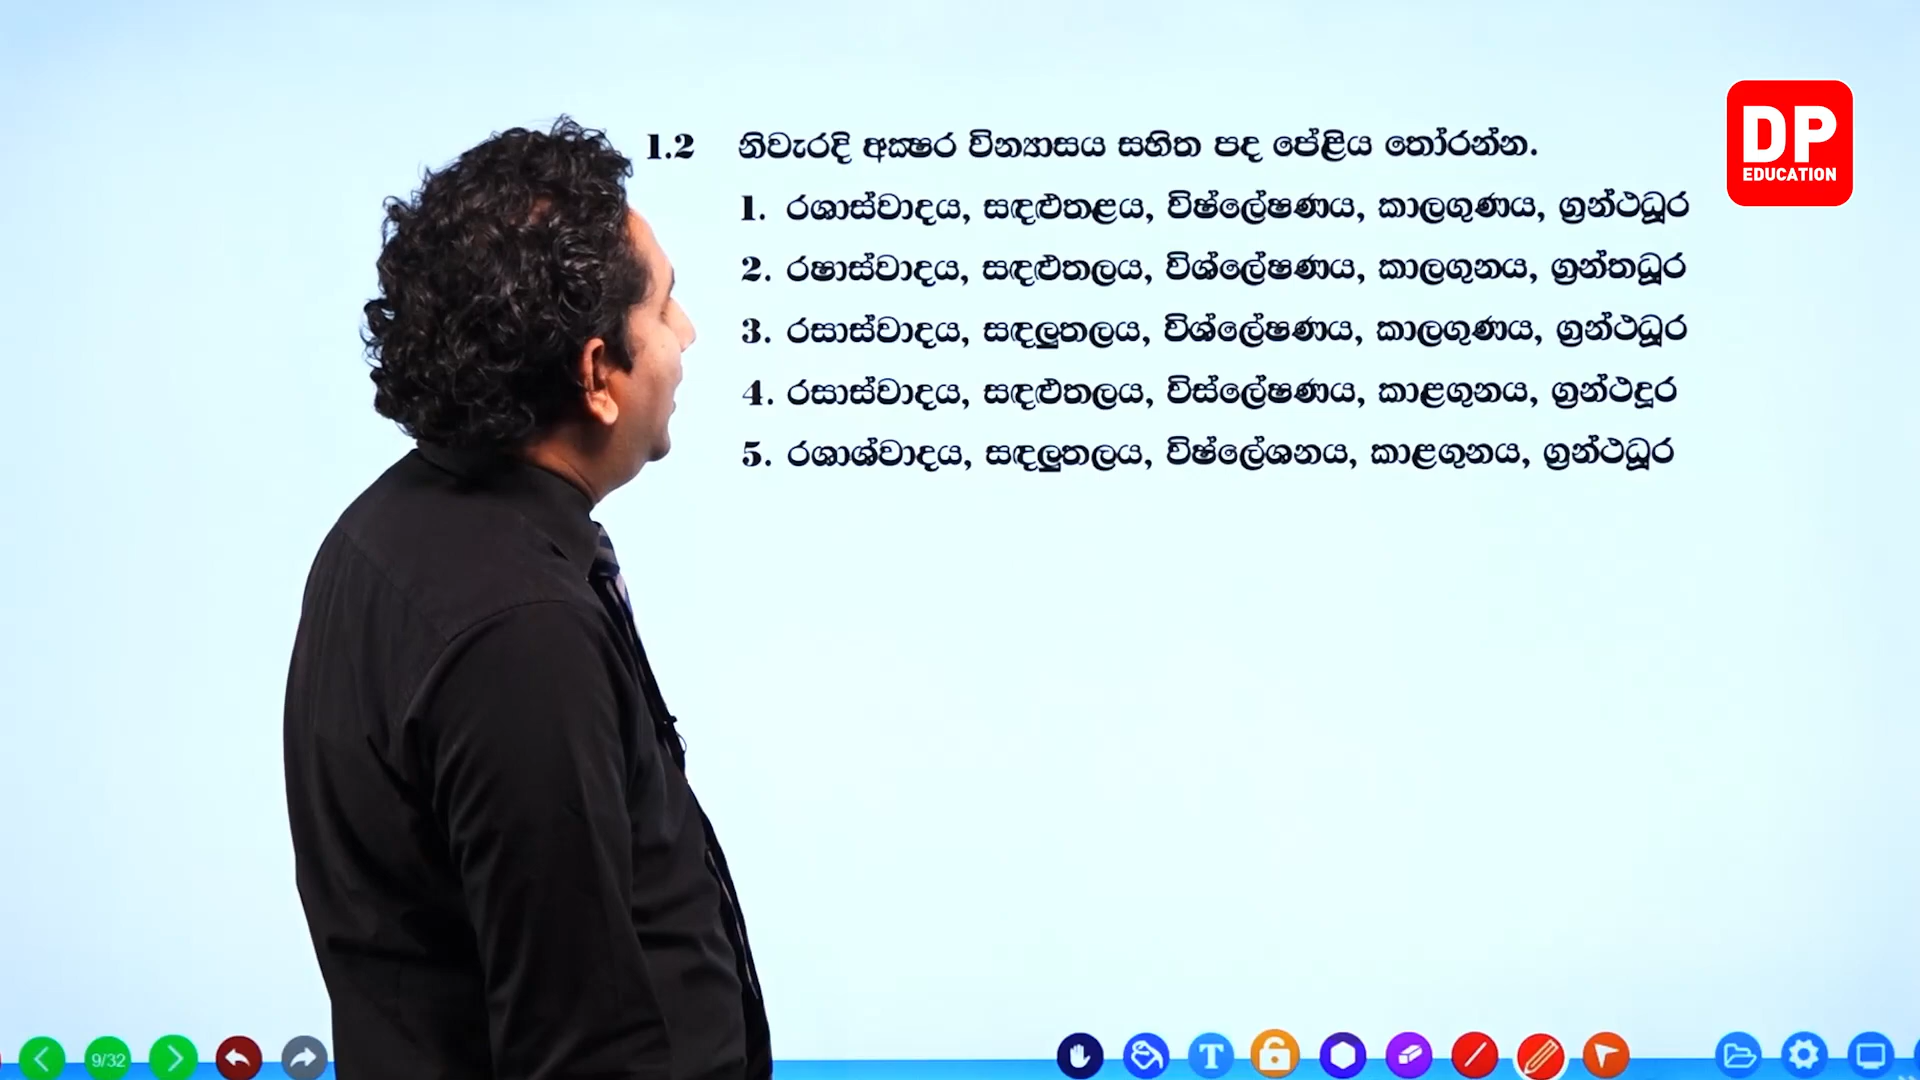 DP
EDUCATION
1.2 නිවැරදි අක්‍ෂර වින්‍යාසය සහිත පද පේළිය තෝරන්න.
1. රශාස්වාදය, සඳළුතළය, විෂ්ලේෂණය, කාලගුණය, ග්‍රන්ථධූර
2. රෂාස්වාදය, සඳළුතලය, විශ්ලේෂණය, කාලගුනය, ග්‍රන්තධූර
3. රසාස්වාදය, සඳලුතලය, විශ්ලේෂණය, කාලගුණය, ග්‍රන්ථධූර
4. රසාස්වාදය, සඳළුතලය, විස්ලේෂණය, කාළගුනය, ග්‍රන්ථදූර
5. රශාශ්වාදය, සඳලුතලය, විෂ්ලේශනය, කාළගුනය, ග්‍රන්ථධූර
9/32
T